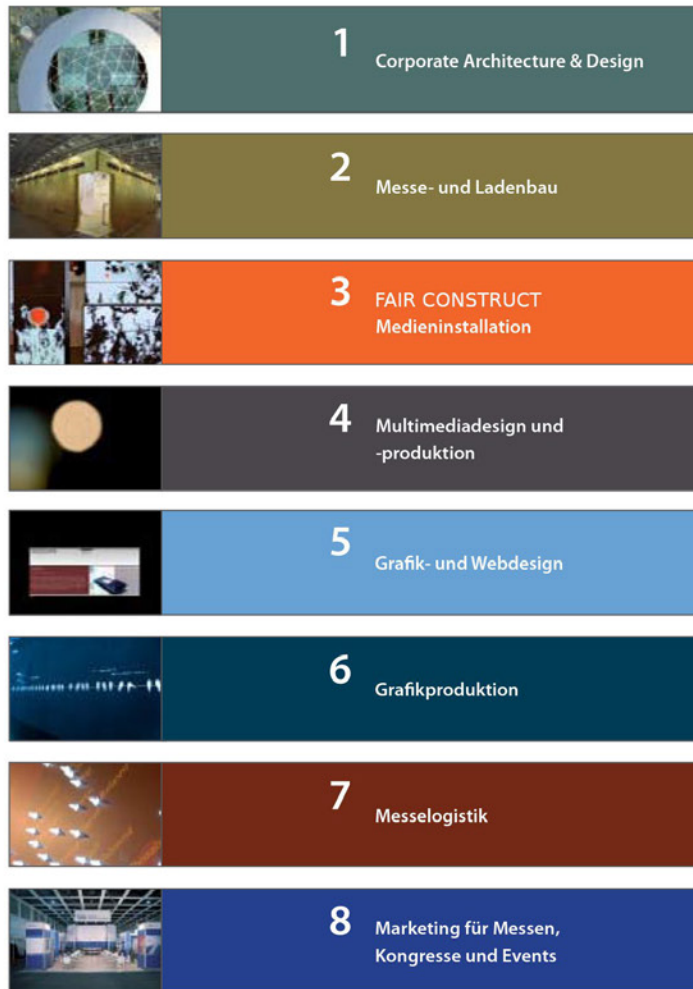 1
Corporate Architecture & Design
2
Messe- und Ladenbau
3
FAIR CONSTRUCT
Medieninstallation
4
Multimediadesign und
-produktion
5
Grafik- und Webdesign
6
Grafikproduktion
7
Messelogistik
8
Marketing für Messen,
Kongresse und Events